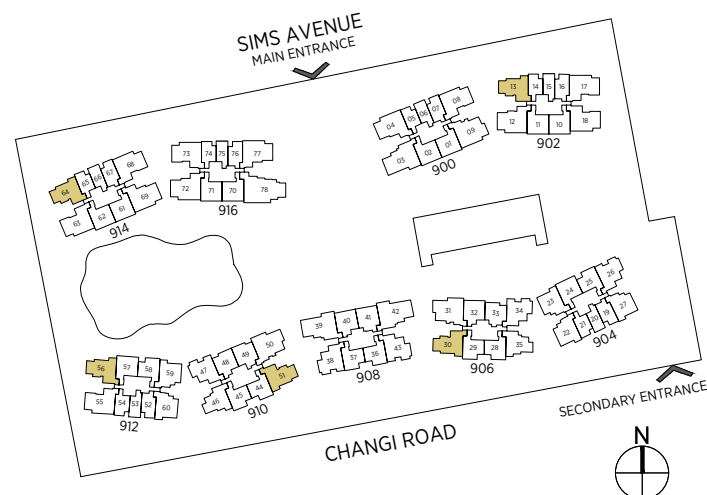 SIMS AVENUE
MAIN ENTRANCE
13 14 15 16 17
12 11 10 18
902
04 05 06 07 08
03 02 01 09
900
73 74 75 76 77
72 71 70 78
916
64 65 66 67 68
63 62 61 69
914
23 24 25 26
22 21 20 19 27
904
31 32 33 34
30 29 28 35
906
39 40 41 42
38 37 36 43
908
47 48 49 50
46 45 44 51
910
56 57 58 59
55 54 53 52 60
912
SECONDARY ENTRANCE
CHANGI ROAD
N